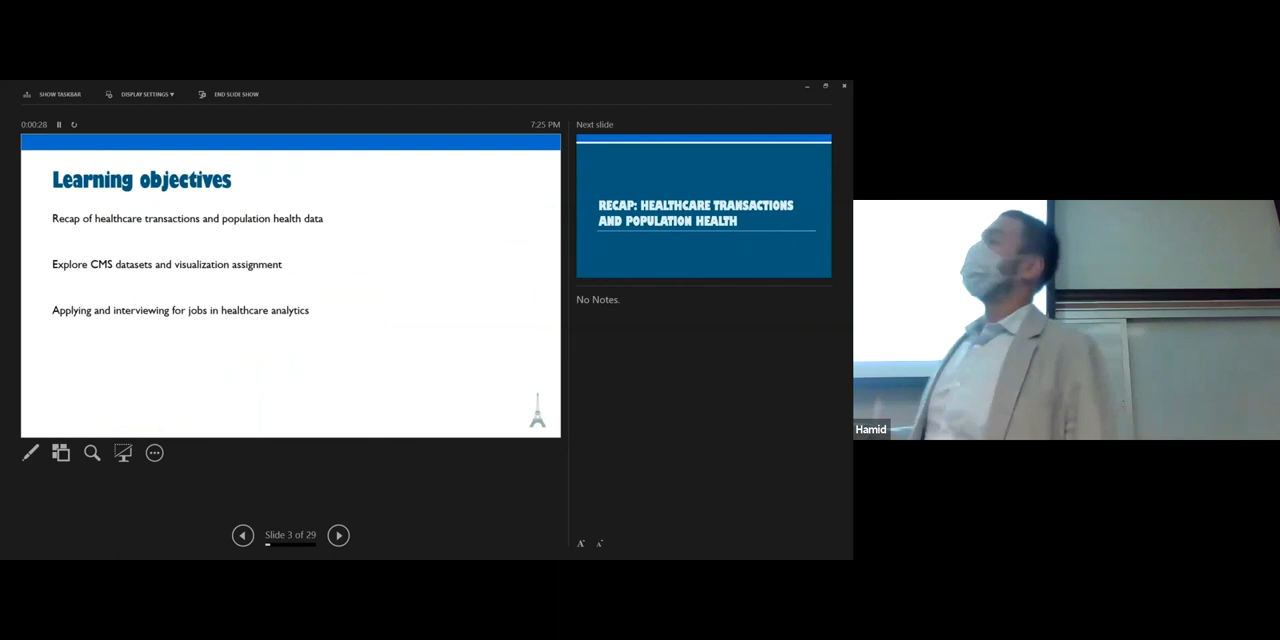 SHOW TASKBAR
DISPLAY SETTINGS ▾
END SLIDE SHOW
0:00:28
7:25 PM
Learning objectives
Recap of healthcare transactions and population health data
Explore CMS datasets and visualization assignment
Applying and interviewing for jobs in healthcare analytics
Slide 3 of 29
Next slide
RECAP: HEALTHCARE TRANSACTIONS
AND POPULATION HEALTH
No Notes.
A A
Hamid